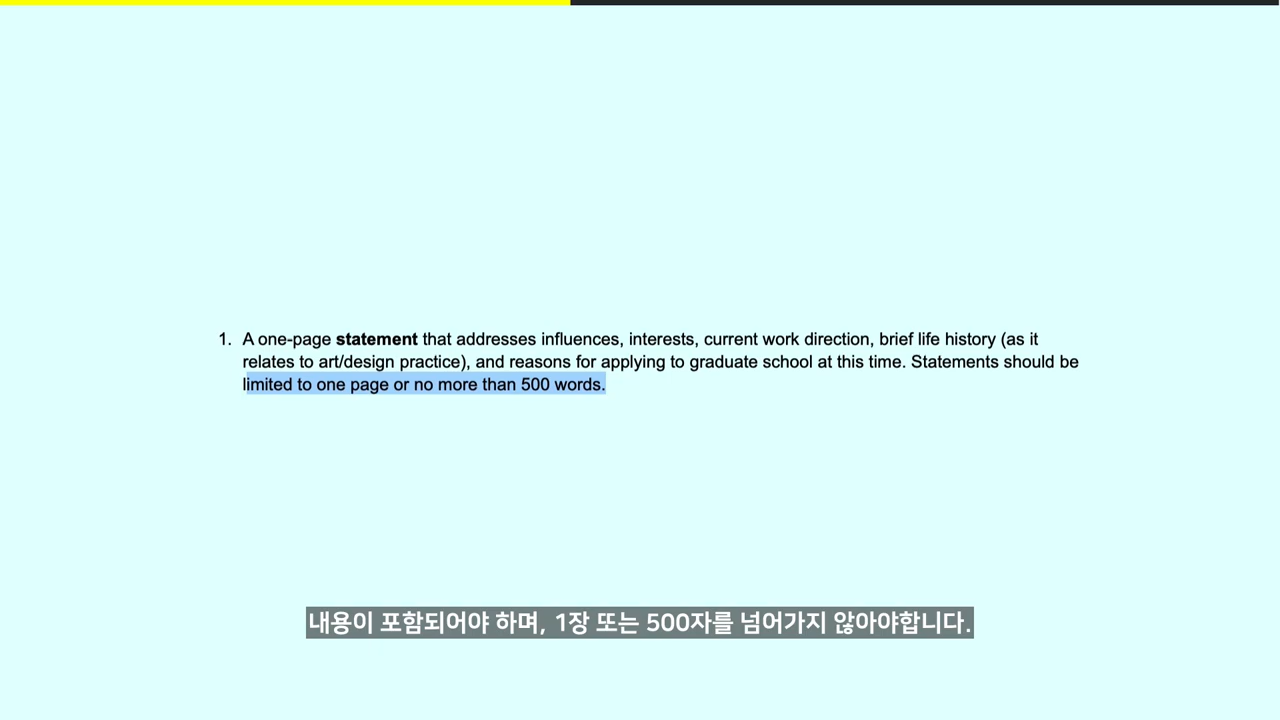 1. A one-page statement that addresses influences, interests, current work direction, brief life history (as it
relates to art/design practice), and reasons for applying to graduate school at this time. Statements should be
limited to one page or no more than 500 words.
내용이 포함되어야 하며, 1장 또는 500자를 넘어가지 않아야합니다.